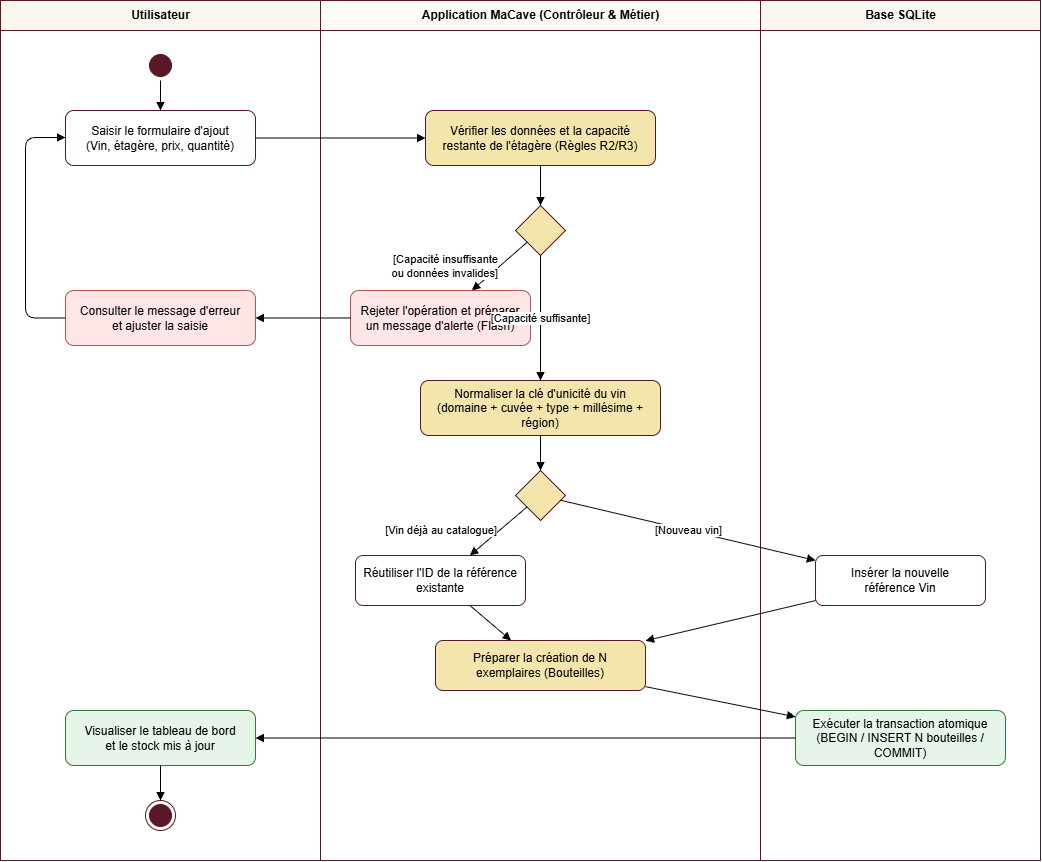 Utilisateur
Application MaCave (Contrôleur & Métier)
Base SQLite
Saisir le formulaire d'ajout
(Vin, étagère, prix, quantité)
Vérifier les données et la capacité
restante de l'étagère (Règles R2/R3)
[Capacité insuffisante
ou données invalides]
Consulter le message d'erreur
et ajuster la saisie
Rejeter l'opération et préparer
un message d'alerte (Flash)
[Capacité suffisante]
Normaliser la clé d'unicité du vin
(domaine + cuvée + type + millésime +
région)
[Vin déjà au catalogue]
[Nouveau vin]
Réutiliser l'ID de la référence
existante
Insérer la nouvelle
référence Vin
Préparer la création de N
exemplaires (Bouteilles)
Visualiser le tableau de bord
et le stock mis à jour
Exécuter la transaction atomique
(BEGIN / INSERT N bouteilles /
COMMIT)